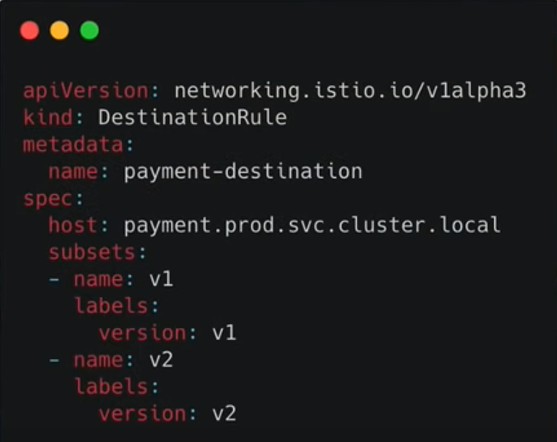 apiVersion: networking.istio.io/v1alpha3
kind: DestinationRule
metadata:
  name: payment-destination
spec:
  host: payment.prod.svc.cluster.local
  subsets:
  - name: v1
    labels:
      version: v1
  - name: v2
    labels:
      version: v2